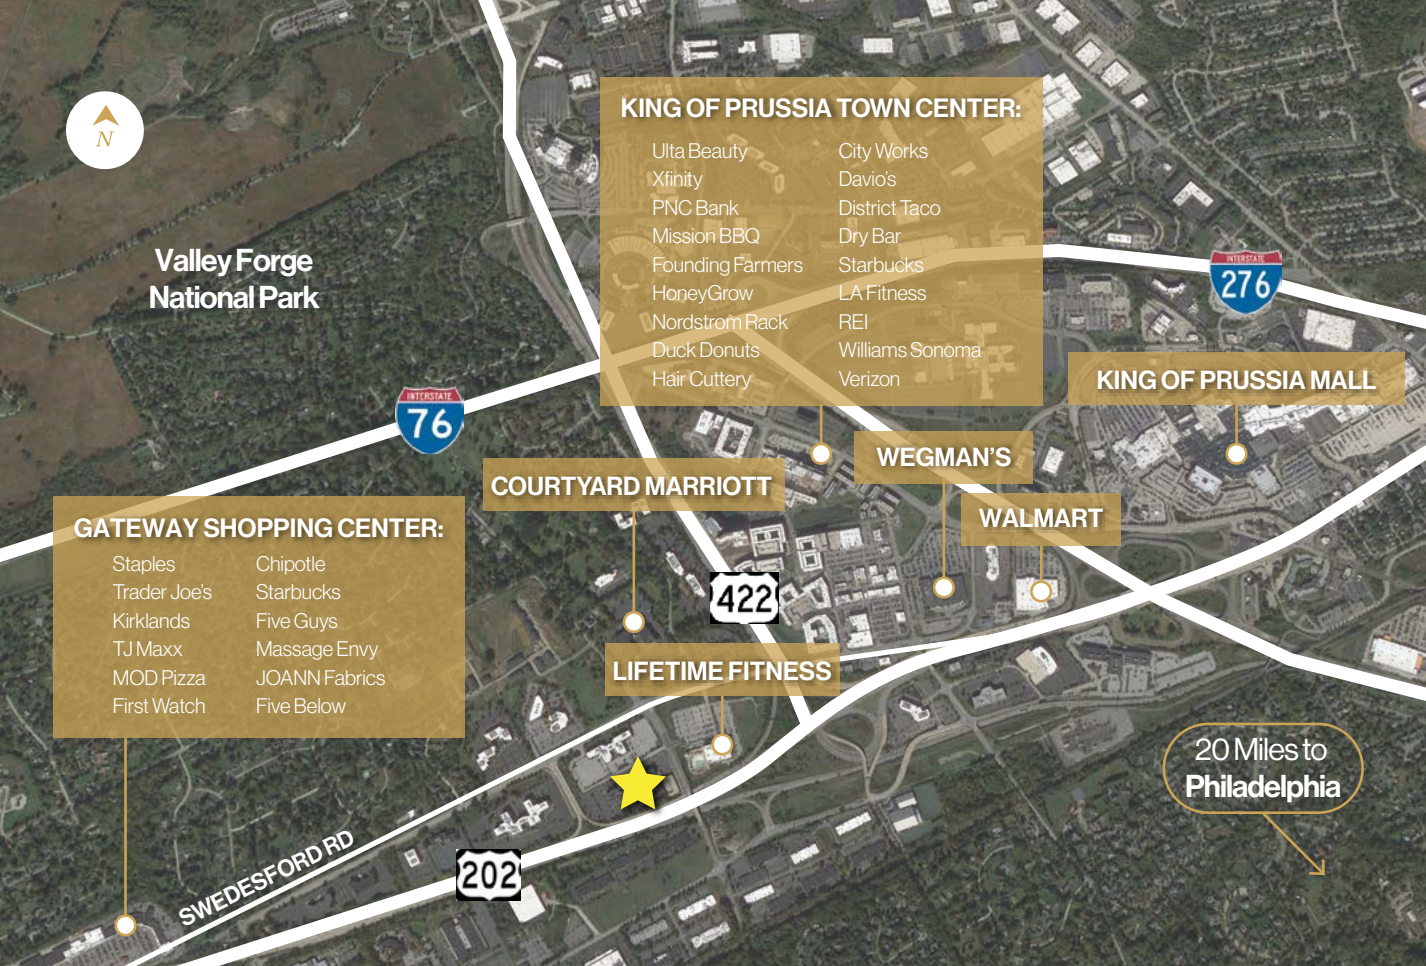 N
Valley Forge
National Park
KING OF PRUSSIA TOWN CENTER:
Ulta Beauty
Xfinity
PNC Bank
Mission BBQ
Founding Farmers
HoneyGrow
Nordstrom Rack
Duck Donuts
Hair Cuttery
City Works
Davio's
District Taco
Dry Bar
Starbucks
LA Fitness
REI
Williams Sonoma
Verizon
INTERSTATE
276
KING OF PRUSSIA MALL
INTERSTATE
76
WEGMAN'S
COURTYARD MARRIOTT
WALMART
GATEWAY SHOPPING CENTER:
Staples
Trader Joe's
Kirklands
TJ Maxx
MOD Pizza
First Watch
Chipotle
Starbucks
Five Guys
Massage Envy
JOANN Fabrics
Five Below
422
LIFETIME FITNESS
20 Miles to
Philadelphia
SWEDESFORD RD
202